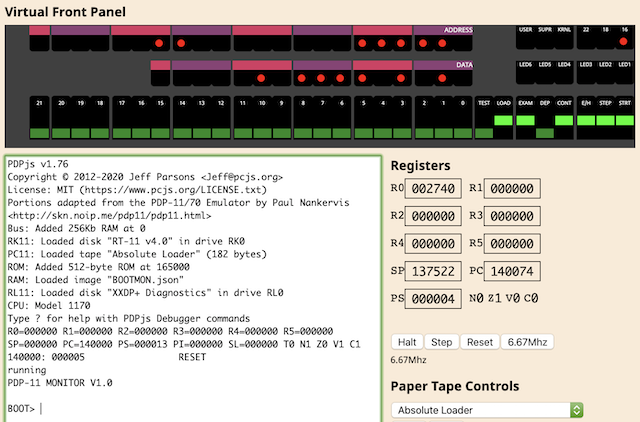 Virtual Front Panel
ADDRESS
USER SUPR KRNL 22 18 16
DATA
LED6 LED5 LED4 LED3 LED2 LED1
21 20 19 18 17 16 15 14 13 12 11 10 9 8 7 6 5 4 3 2 1 0 TEST LOAD EXAM DEP CONT E/H STEP STRT
PDPjs v1.76
Copyright © 2012-2020 Jeff Parsons <Jeff@pcjs.org>
License: MIT (https://www.pcjs.org/LICENSE.txt)
Portions adapted from the PDP-11/70 Emulator by Paul Nankervis
<http://skn.noip.me/pdp11/pdp11.html>
Bus: Added 256Kb RAM at 0
RK11: Loaded disk "RT-11 v4.0" in drive RK0
PC11: Loaded tape "Absolute Loader" (182 bytes)
ROM: Added 512-byte ROM at 165000
RAM: Loaded image "BOOTMON.json"
RL11: Loaded disk "XXDP+ Diagnostics" in drive RL0
CPU: Model 1170
Type ? for help with PDPjs Debugger commands
R0=000000 R1=000000 R2=000000 R3=000000 R4=000000 R5=000000
SP=000000 PC=140000 PS=000013 PI=000000 SL=000000 T0 N1 Z0 V1 C1
140000: 000005 RESET
running
PDP-11 MONITOR V1.0
BOOT>
Registers
R0 002740 R1 000000
R2 000000 R3 000000
R4 000000 R5 000000
SP 137522 PC 140074
PS 000004 N0 Z1 V0 C0
Halt Step Reset 6.67Mhz
6.67Mhz
Paper Tape Controls
Absolute Loader